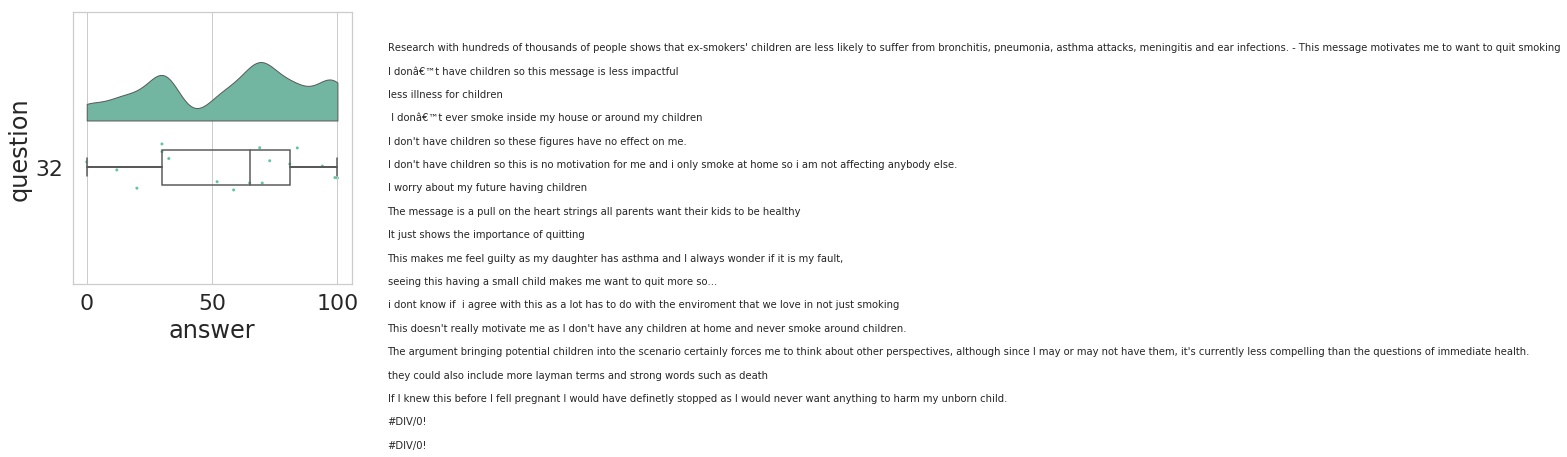 Research with hundreds of thousands of people shows that ex-smokers' children are less likely to suffer from bronchitis, pneumonia, asthma attacks, meningitis and ear infections. - This message motivates me to want to quit smoking
I donâ€™t have children so this message is less impactful
less illness for children
I donâ€™t ever smoke inside my house or around my children
I don't have children so these figures have no effect on me.
I don't have children so this is no motivation for me and i only smoke at home so i am not affecting anybody else.
I worry about my future having children
The message is a pull on the heart strings all parents want their kids to be healthy
It just shows the importance of quitting
This makes me feel guilty as my daughter has asthma and I always wonder if it is my fault,
seeing this having a small child makes me want to quit more so...
i dont know if  i agree with this as a lot has to do with the enviroment that we love in not just smoking
This doesn't really motivate me as I don't have any children at home and never smoke around children.
The argument bringing potential children into the scenario certainly forces me to think about other perspectives, although since I may or may not have them, it's currently less compelling than the questions of immediate health.
they could also include more layman terms and strong words such as death
If I knew this before I fell pregnant I would have definetly stopped as I would never want anything to harm my unborn child.
#DIV/0!
#DIV/0!
question
32
0 50 100
answer